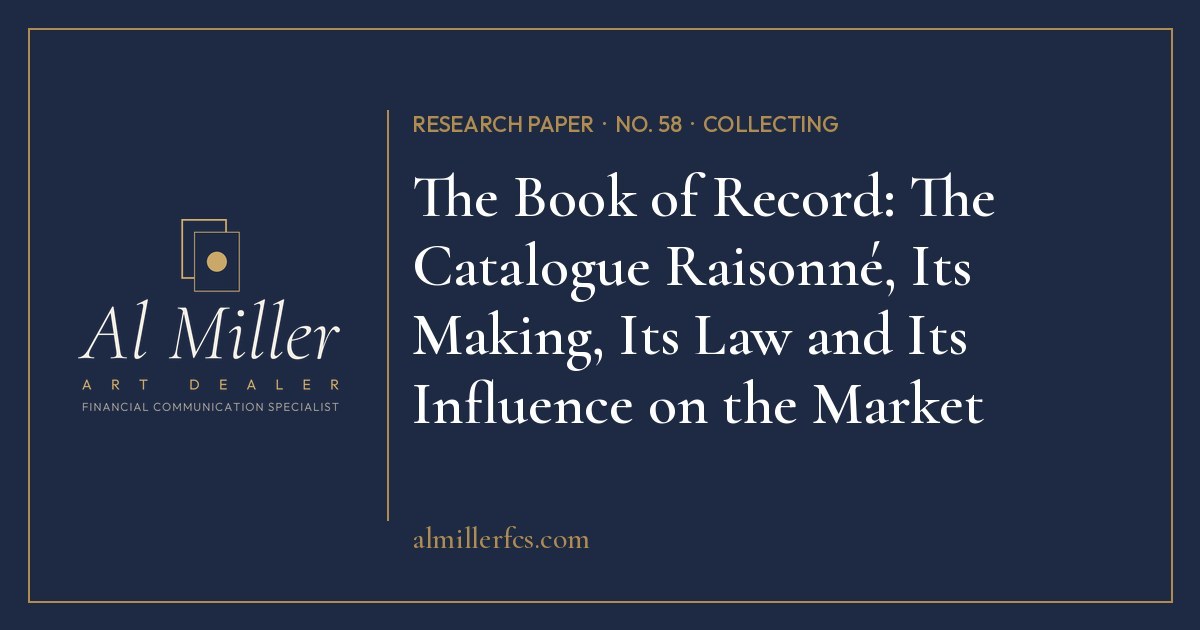 Al Miller
ART DEALER
FINANCIAL COMMUNICATION SPECIALIST
RESEARCH PAPER · NO. 58 · COLLECTING
The Book of Record: The
Catalogue Raisonné, Its
Making, Its Law and Its
Influence on the Market
almillerfcs.com